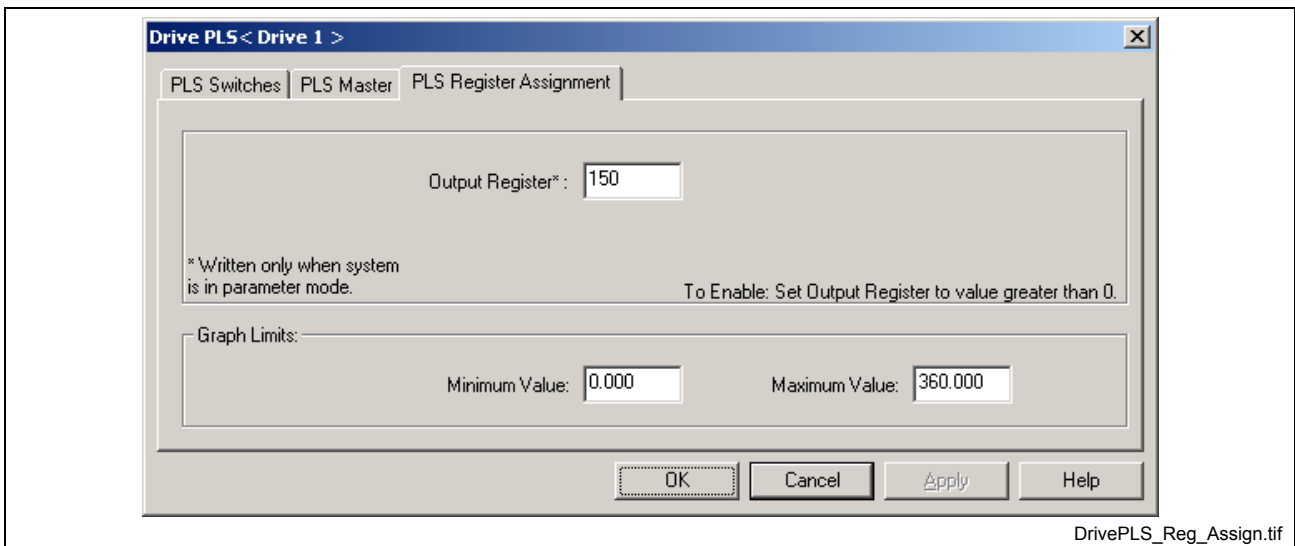 Drive PLS< Drive 1 >
PLS Switches PLS Master PLS Register Assignment
Output Register* : 150
* Written only when system
is in parameter mode.
To Enable: Set Output Register to value greater than 0.
Graph Limits:
Minimum Value: 0.000 Maximum Value: 360.000
OK Cancel Apply Help
DrivePLS_Reg_Assign.tif